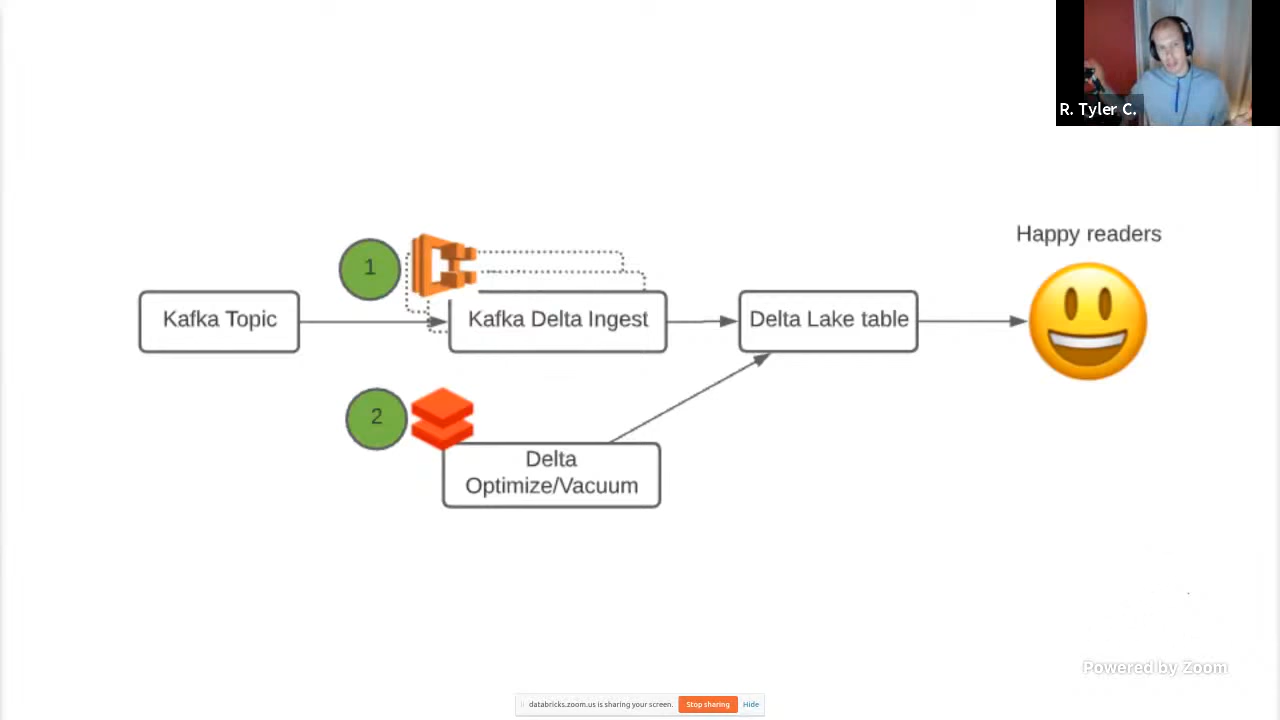 R. Tyler C.
Happy readers
1
Kafka Topic
Kafka Delta Ingest
Delta Lake table
2
Delta
Optimize/Vacuum
Powered by Zoom
databricks.zoom.us is sharing your screen.
Stop sharing
Hide